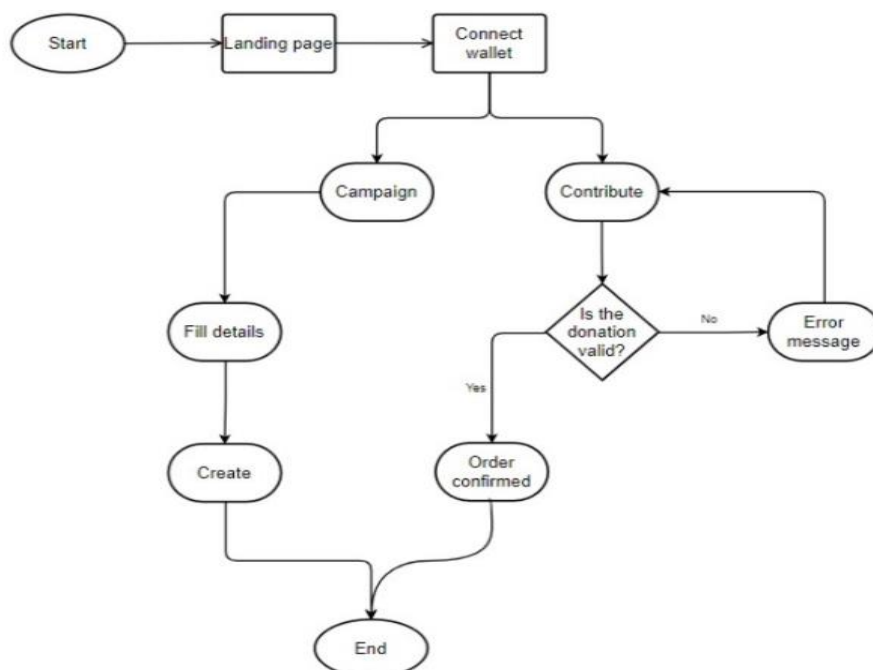 Start
Landing page
Connect
wallet
Campaign
Contribute
Fill details
Is the
donation
valid?
No
Error
message
Yes
Create
Order
confirmed
End